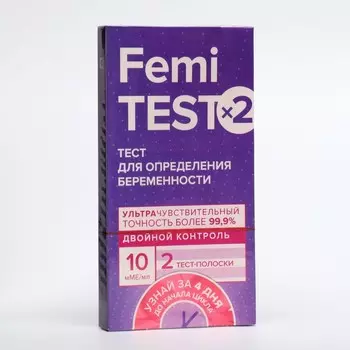 Femi
TEST×2
ТЕСТ
ДЛЯ ОПРЕДЕЛЕНИЯ
БЕРЕМЕННОСТИ
УЛЬТРАЧУВСТВИТЕЛЬНЫЙ
ТОЧНОСТЬ БОЛЕЕ 99,9%
ДВОЙНОЙ КОНТРОЛЬ
10 мМЕ/мл 2 ТЕСТ-ПОЛОСКИ
УЗНАЙ ЗА 4 ДНЯ
ДО НАЧАЛА ЦИКЛА